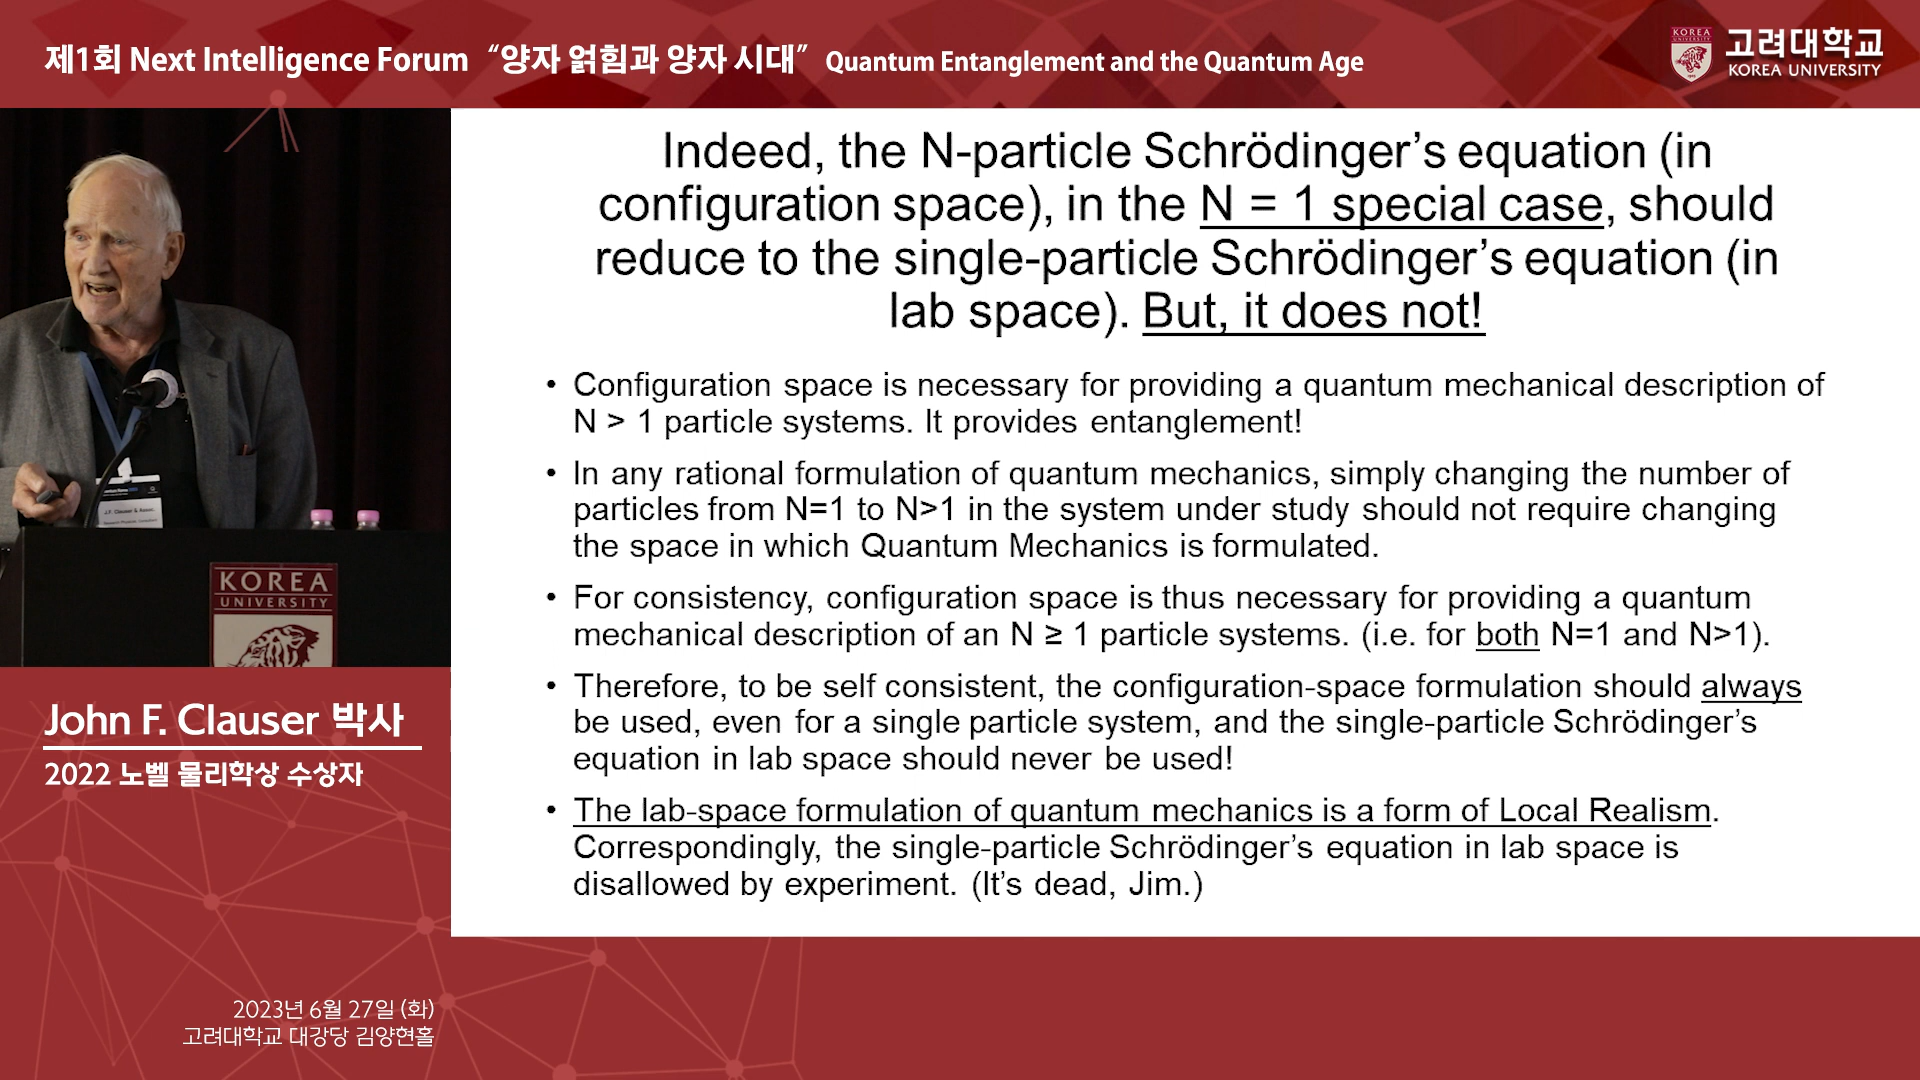 제1회 Next Intelligence Forum “양자 얽힘과 양자 시대” Quantum Entanglement and the Quantum Age
KOREA
UNIVERSITY
고려대학교
KOREA UNIVERSITY
Indeed, the N-particle Schrödinger’s equation (in
configuration space), in the N = 1 special case, should
reduce to the single-particle Schrödinger’s equation (in
lab space). But, it does not!
• Configuration space is necessary for providing a quantum mechanical description of
N > 1 particle systems. It provides entanglement!
• In any rational formulation of quantum mechanics, simply changing the number of
particles from N=1 to N>1 in the system under study should not require changing
the space in which Quantum Mechanics is formulated.
• For consistency, configuration space is thus necessary for providing a quantum
mechanical description of an N ≥ 1 particle systems. (i.e. for both N=1 and N>1).
• Therefore, to be self consistent, the configuration-space formulation should always
be used, even for a single particle system, and the single-particle Schrödinger’s
equation in lab space should never be used!
• The lab-space formulation of quantum mechanics is a form of Local Realism.
Correspondingly, the single-particle Schrödinger’s equation in lab space is
disallowed by experiment. (It’s dead, Jim.)
J.F. Clauser & Assoc.
KOREA
UNIVERSITY
John F. Clauser 박사
2022 노벨 물리학상 수상자
2023년 6월 27일 (화)
고려대학교 대강당 김양현홀